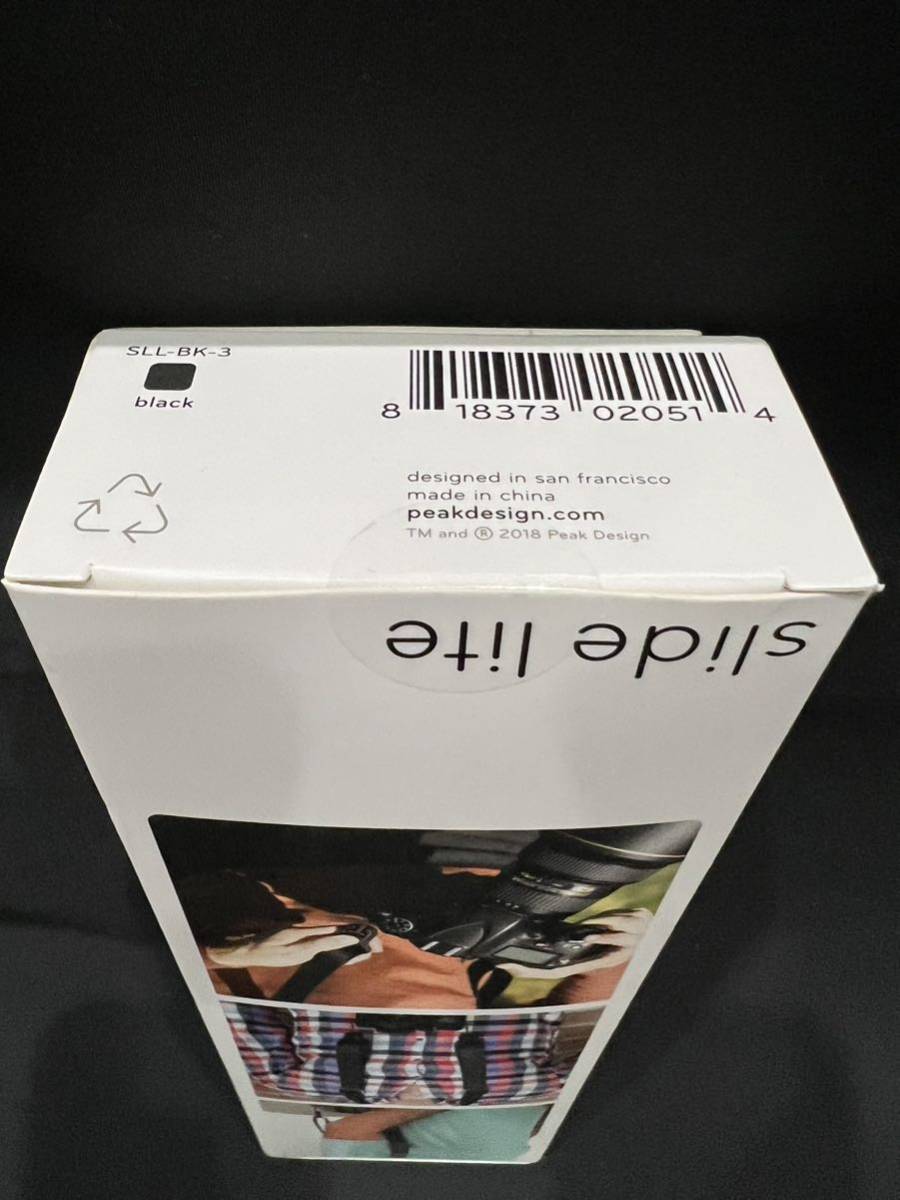 SLL-BK-3
black
8 18373 02051 4
designed in san francisco
made in china
peakdesign.com
TM and ® 2018 Peak Design
slide lite